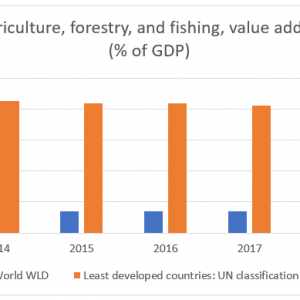 riculture, forestry, and fishing, value add
(% of GDP)
14 2015 2016 2017
World WLD Least developed countries: UN classification